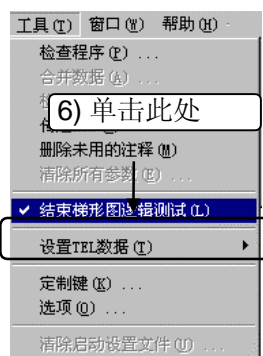 工具(T) 窗口(W) 帮助(H)
检查程序(P) ...
合并数据(A) ...
6) 单击此处
删除未用的注释(M)
清除所有参数(E) ...
✓ 结束梯形图逻辑测试(L)
设置TEL数据(T)
定制键(K) ...
选项(O) ...
清除启动设置文件(U) ...